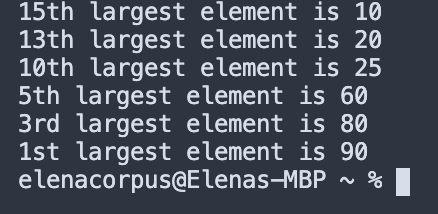 15th largest element is 10
13th largest element is 20
10th largest element is 25
5th largest element is 60
3rd largest element is 80
1st largest element is 90
elenacorpus@Elenas-MBP ~ %